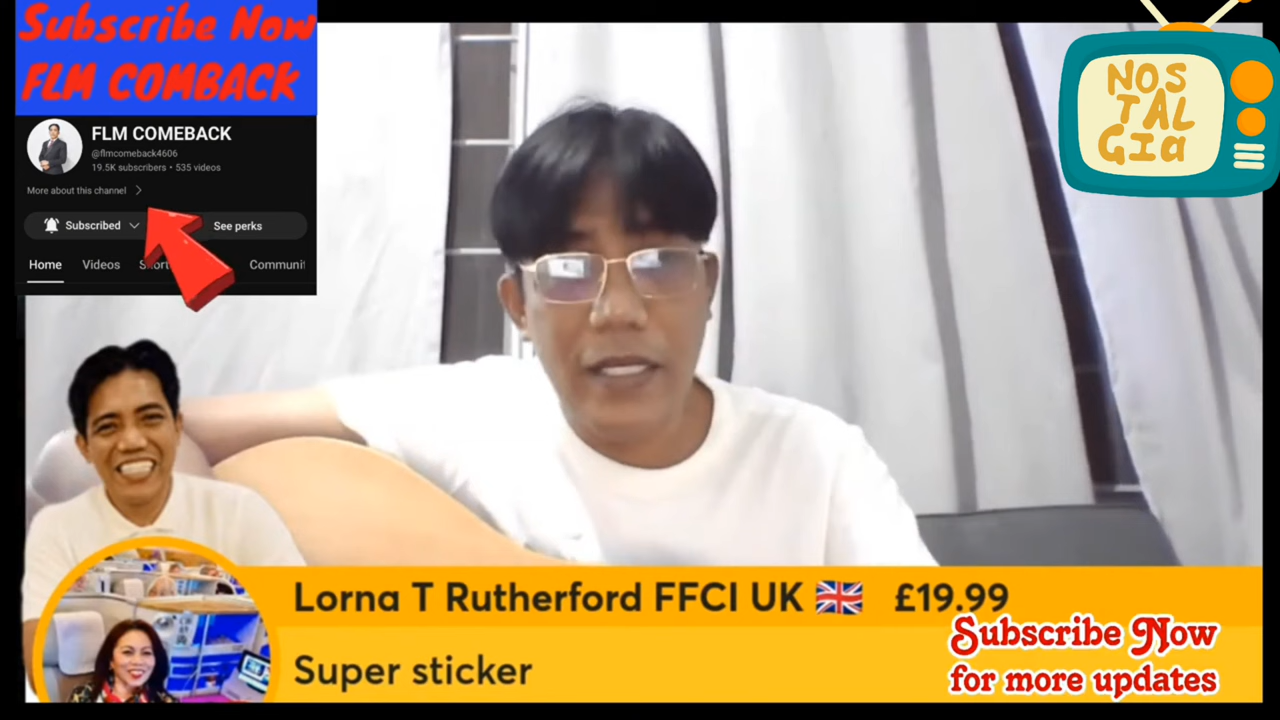 Subscribe Now
FLM COMBACK
FLM COMEBACK
@flmcomeback4606
19.5K subscribers • 535 videos
More about this channel
Subscribed
See perks
Home Videos Communit
NOS
TAL
GIa
Lorna T Rutherford FFCI UK £19.99
Super sticker
Subscribe Now
for more updates